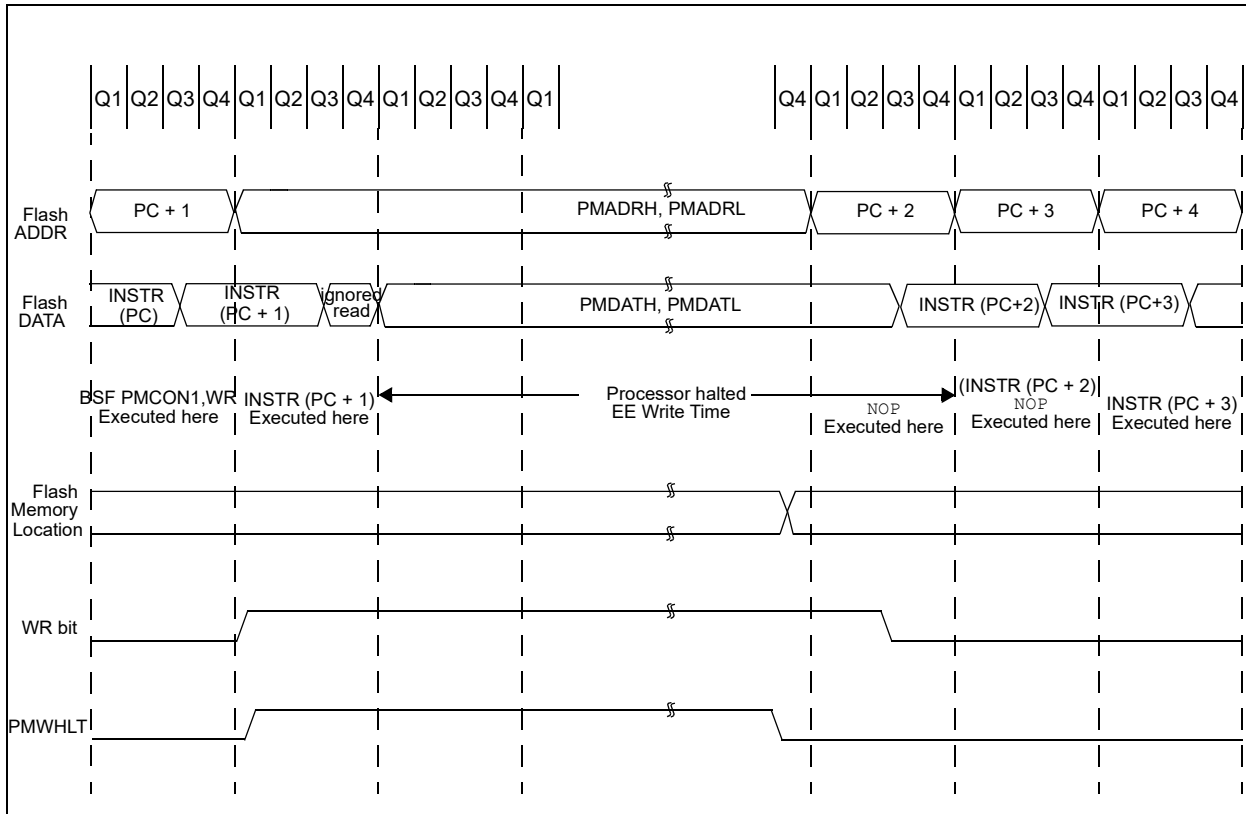 Q1 Q2 Q3 Q4 Q1 Q2 Q3 Q4 Q1 Q2 Q3 Q4 Q1 Q4 Q1 Q2 Q3 Q4 Q1 Q2 Q3 Q4 Q1 Q2 Q3 Q4
Flash
ADDR
PC + 1
PMADRH, PMADRL
PC + 2
PC + 3
PC + 4
Flash
DATA
INSTR
(PC)
INSTR
(PC + 1)
ignored
read
PMDATH, PMDATL
INSTR (PC+2)
INSTR (PC+3)
BSF PMCON1,WR
Executed here
INSTR (PC + 1)
Executed here
Processor halted
EE Write Time
NOP
Executed here
(INSTR (PC + 2)
NOP
Executed here
INSTR (PC + 3)
Executed here
Flash
Memory
Location
WR bit
PMWHLT